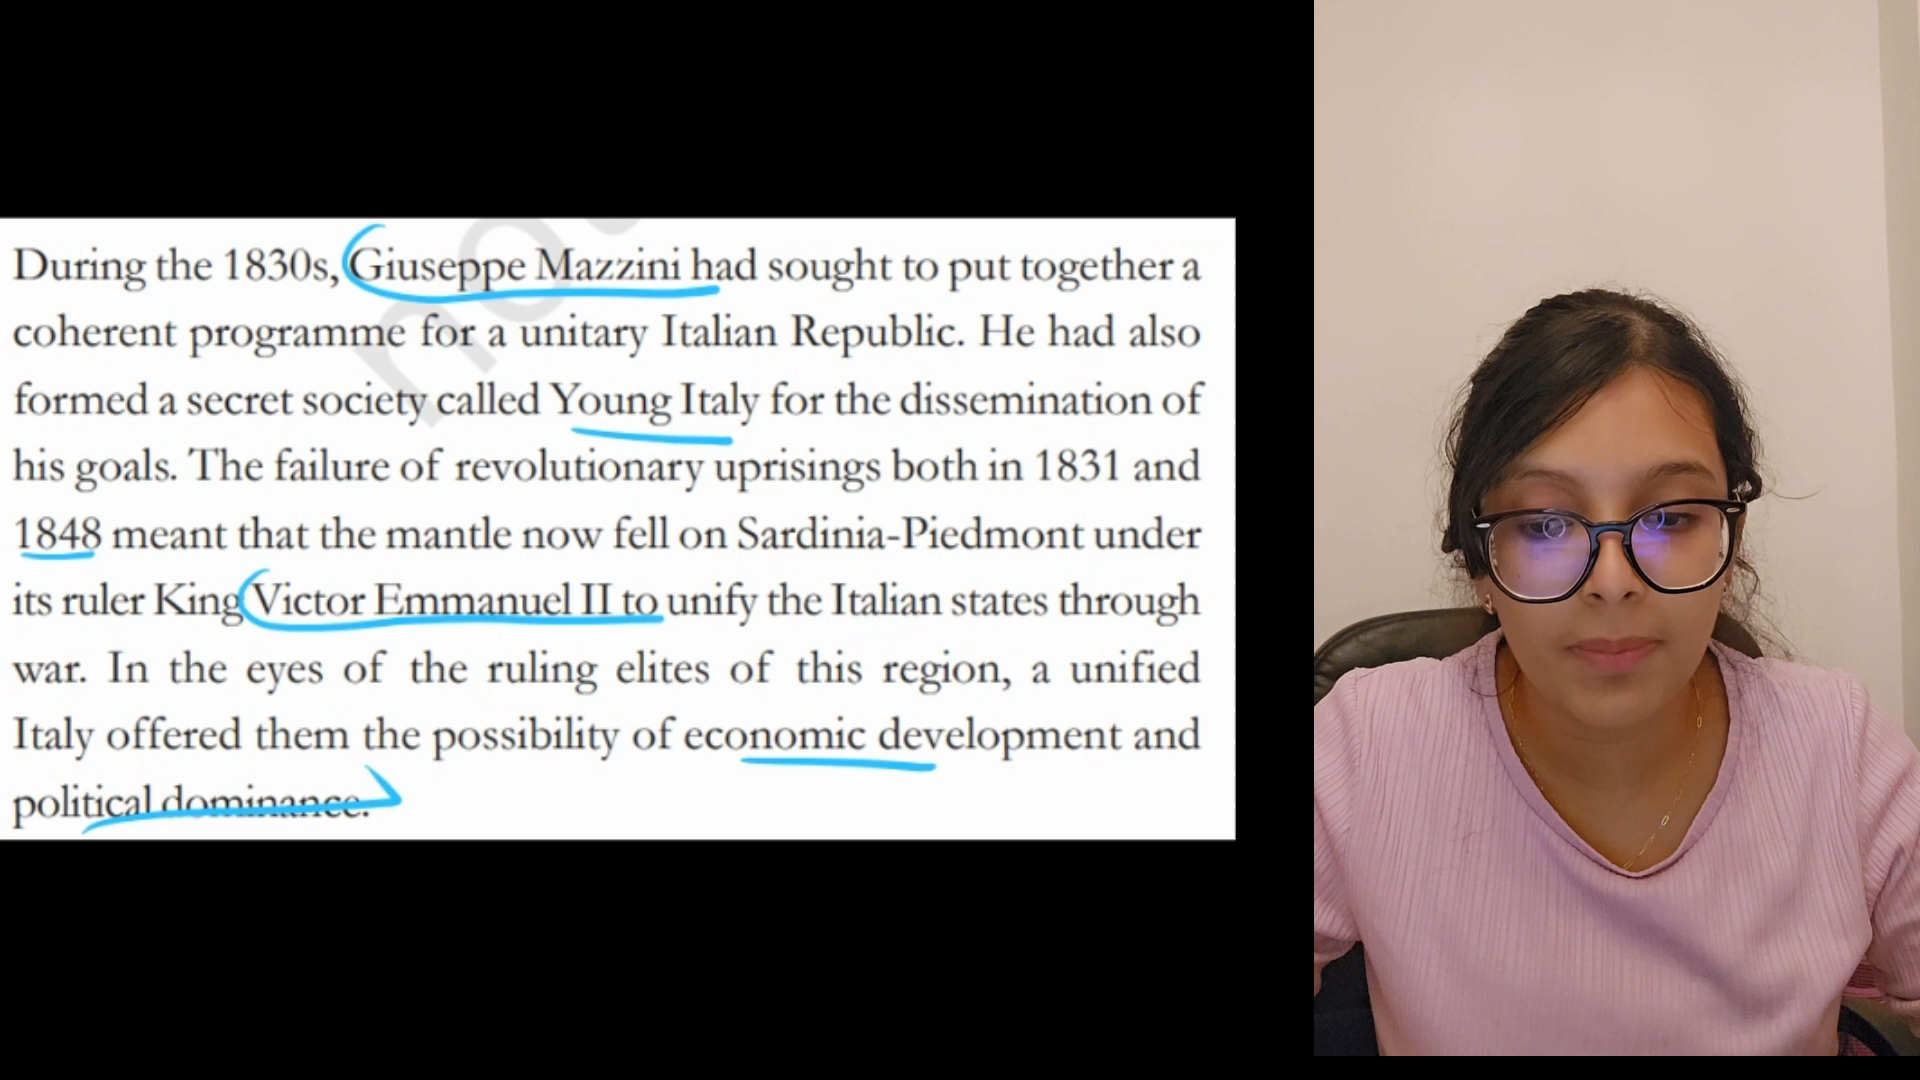 During the 1830s, Giuseppe Mazzini had sought to put together a
coherent programme for a unitary Italian Republic. He had also
formed a secret society called Young Italy for the dissemination of
his goals. The failure of revolutionary uprisings both in 1831 and
1848 meant that the mantle now fell on Sardinia-Piedmont under
its ruler King Victor Emmanuel II to unify the Italian states through
war. In the eyes of the ruling elites of this region, a unified
Italy offered them the possibility of economic development and
political dominance.